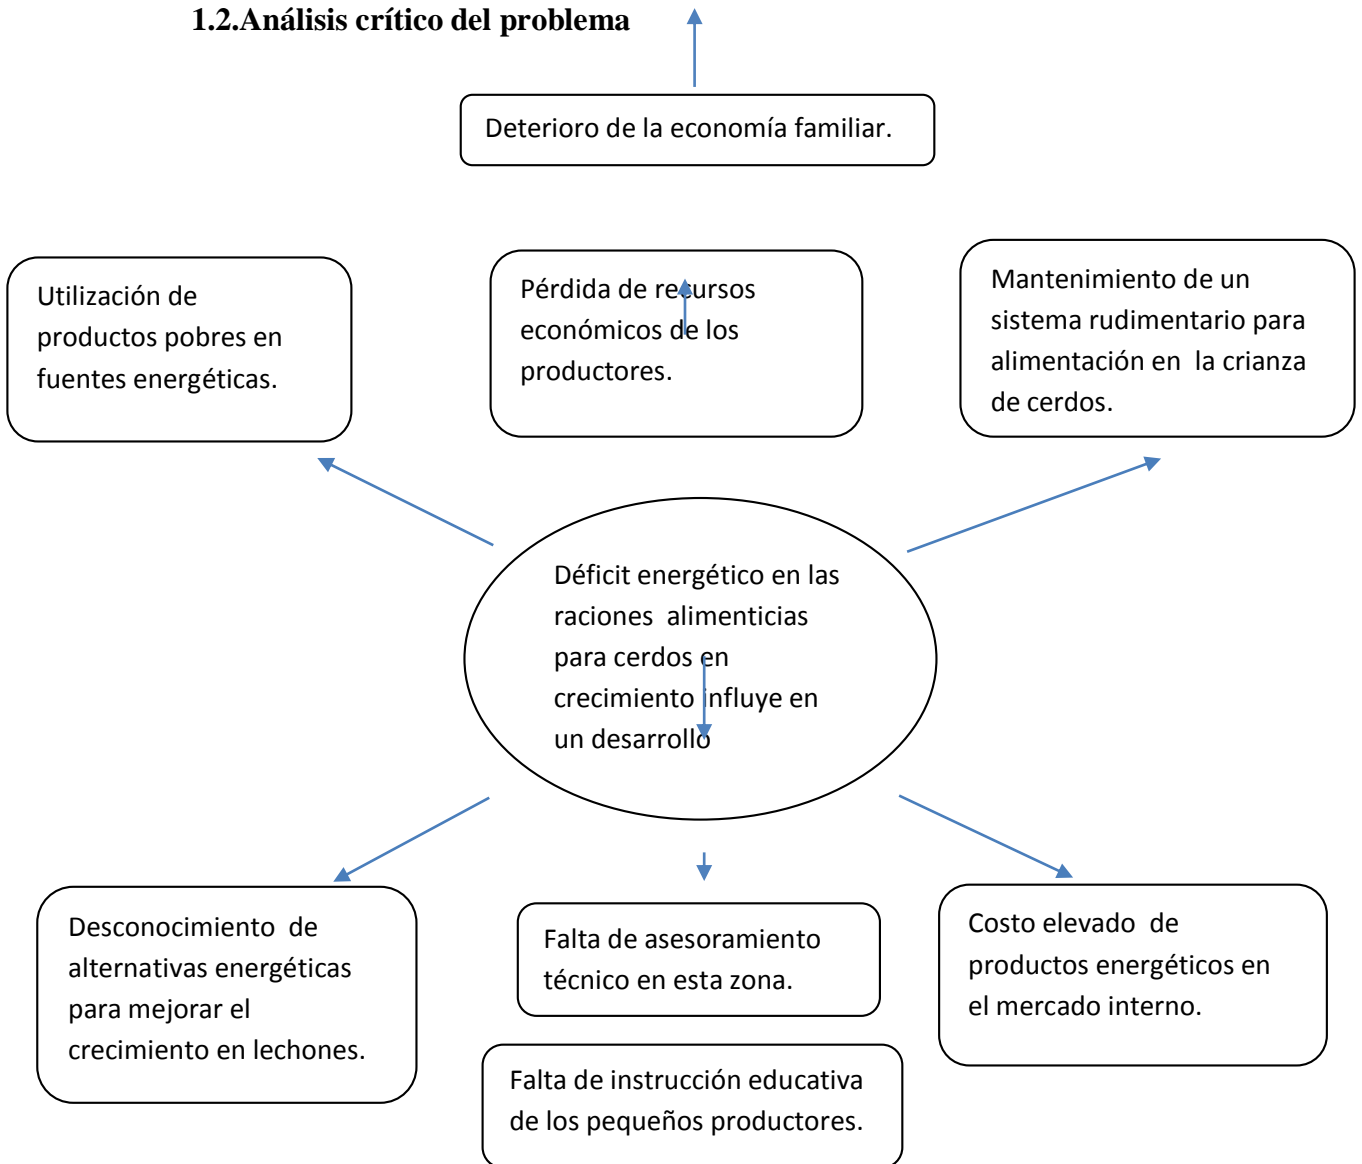 1.2.Análisis crítico del problema
Deterioro de la economía familiar.
Utilización de
productos pobres en
fuentes energéticas.
Pérdida de recursos
económicos de los
productores.
Mantenimiento de un
sistema rudimentario para
alimentación en  la crianza
de cerdos.
Déficit energético en las
raciones  alimenticias
para cerdos en
crecimiento influye en
un desarrollo
Desconocimiento  de
alternativas energéticas
para mejorar el
crecimiento en lechones.
Falta de asesoramiento
técnico en esta zona.
Costo elevado  de
productos energéticos en
el mercado interno.
Falta de instrucción educativa
de los pequeños productores.